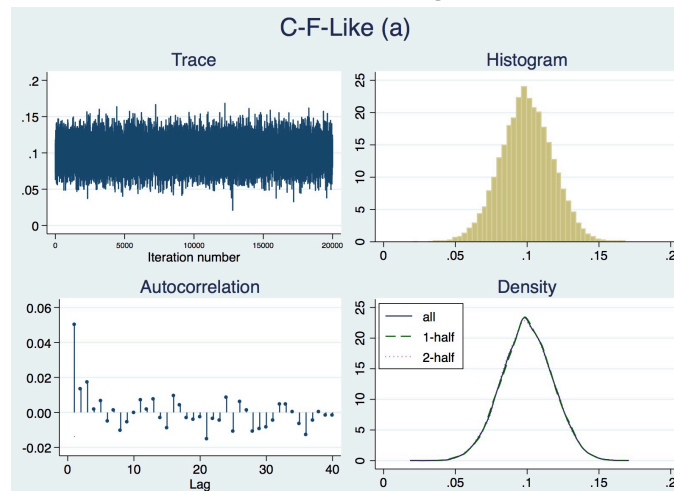 C-F-Like (a)
Trace
.2
.15
.1
.05
0
0 5000 10000 15000 20000
Iteration number
Histogram
25
20
15
10
5
0
0 .05 .1 .15 .2
Autocorrelation
0.06
0.04
0.02
0.00
-0.02
0 10 20 30 40
Lag
Density
25
20
15
10
5
0
all
1-half
2-half
0 .05 .1 .15 .2